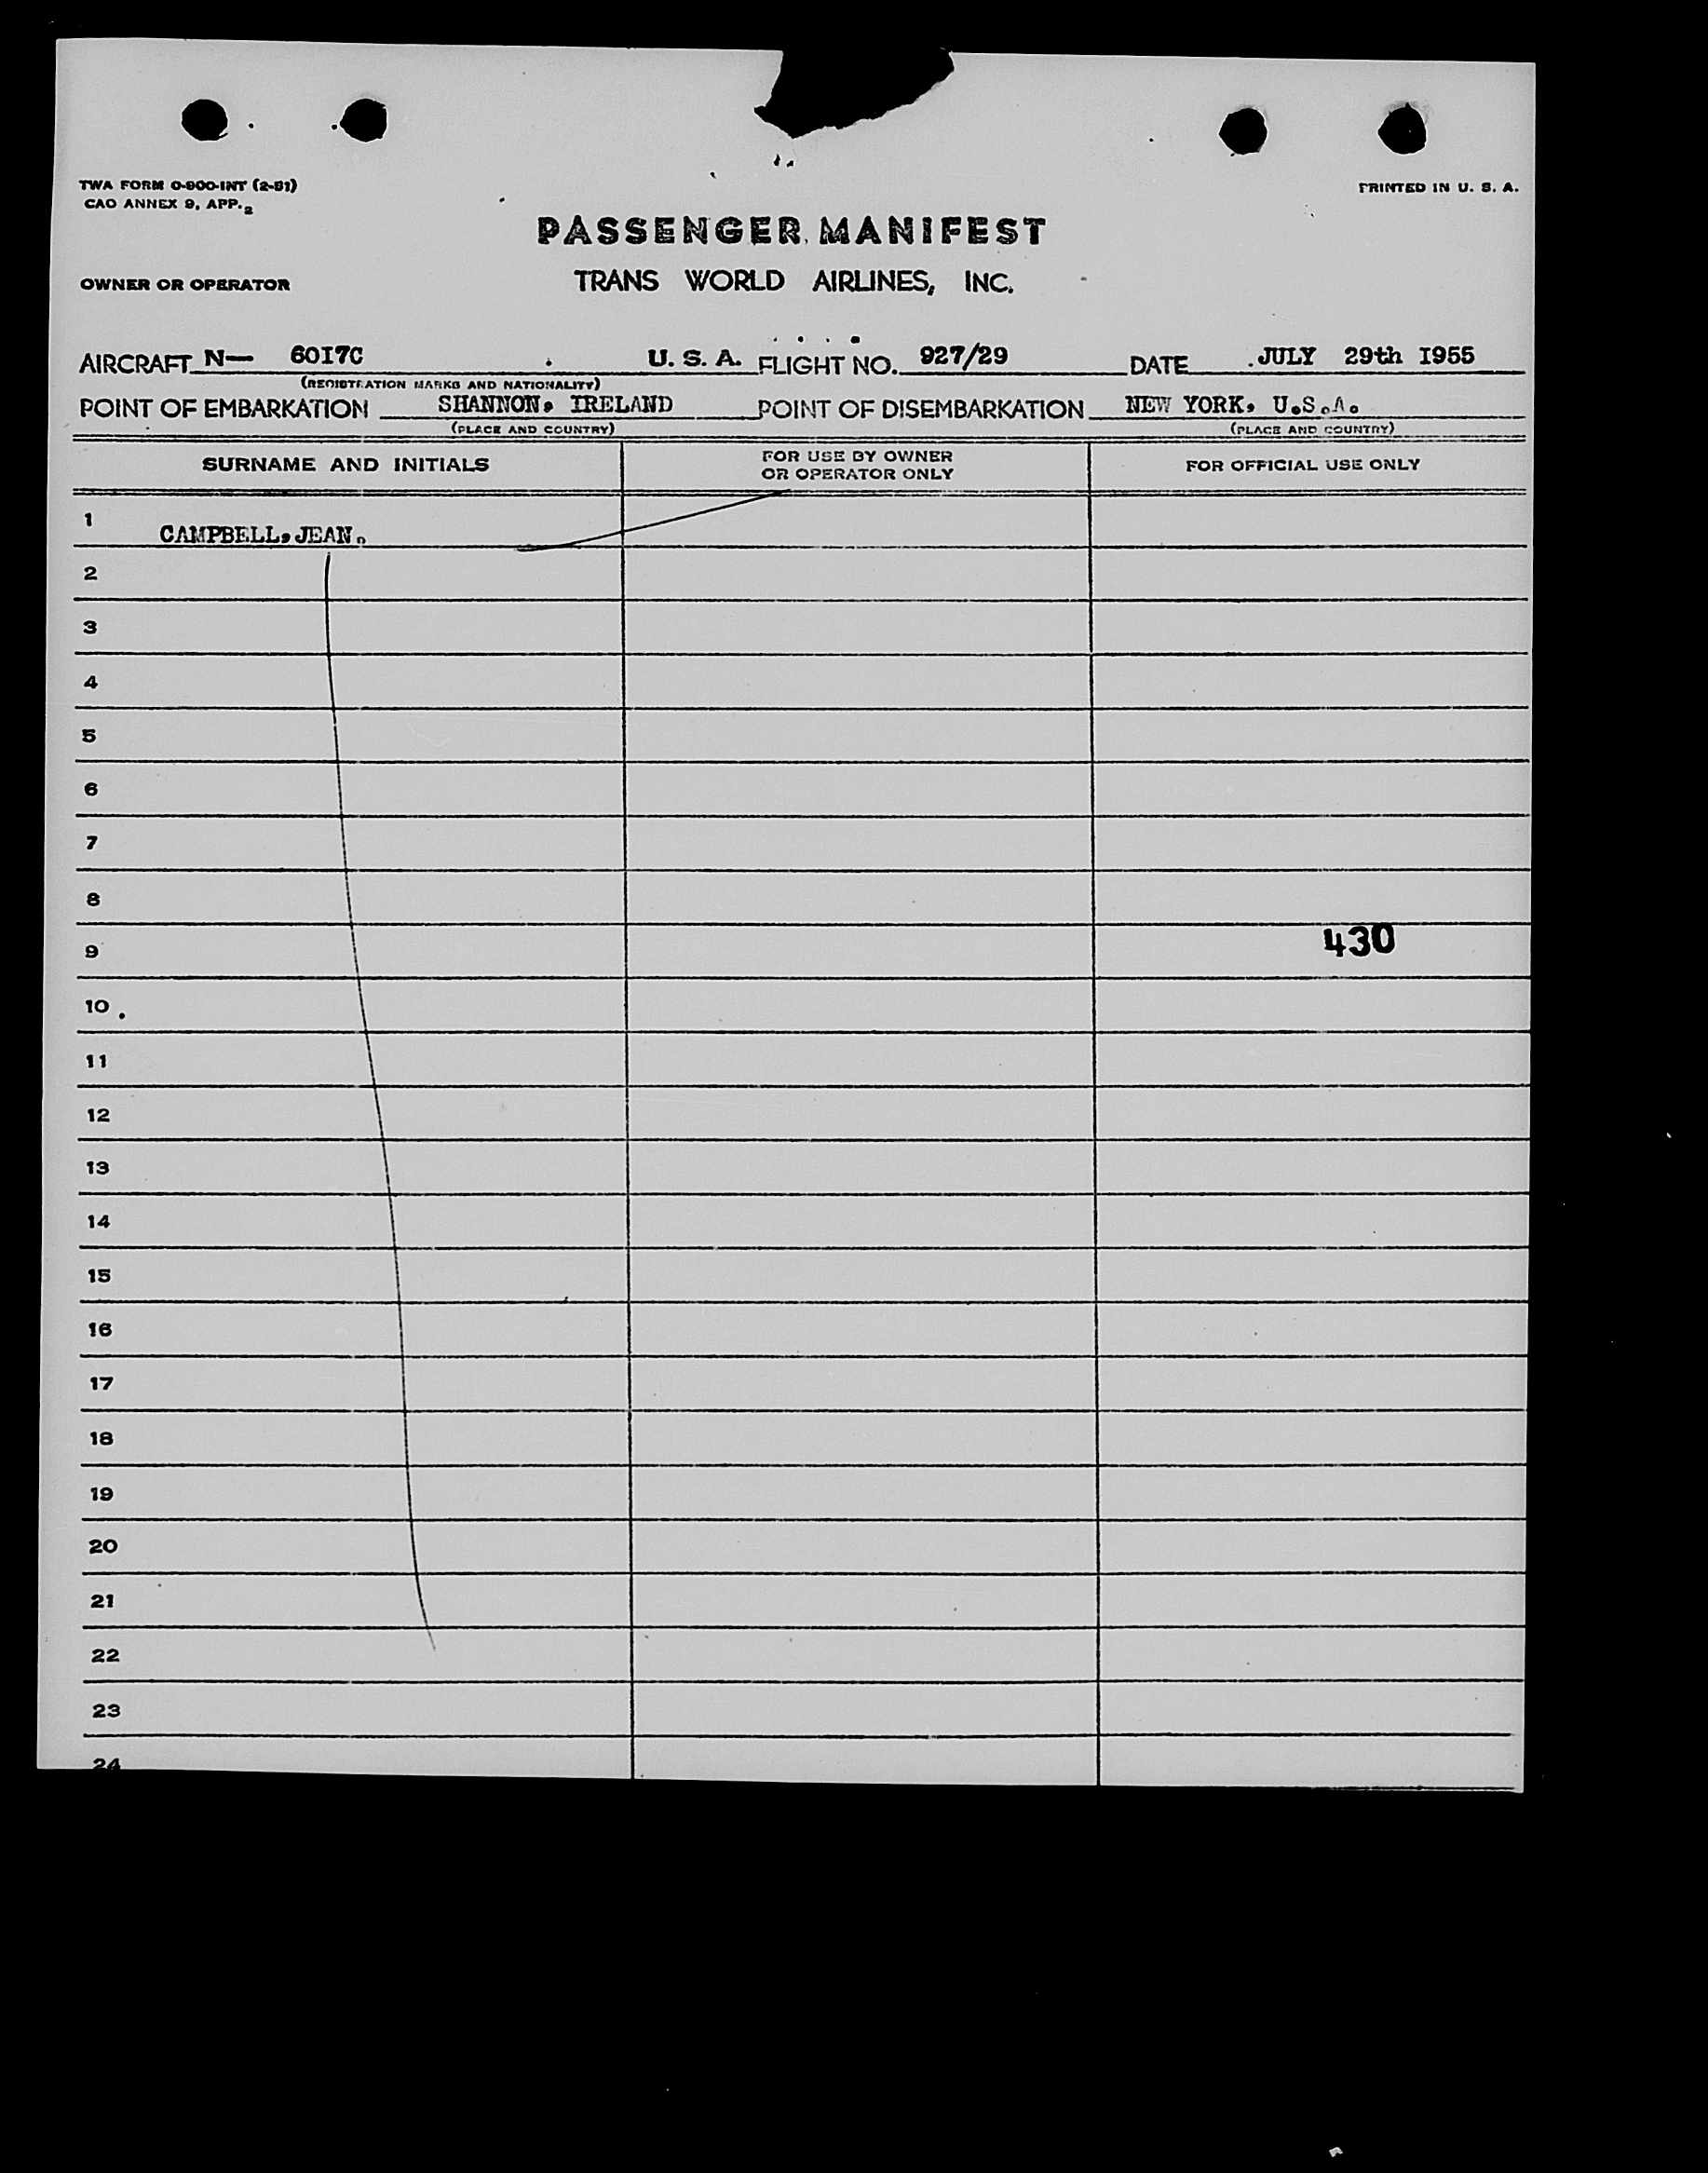 TWA FORM O-800-INT (2-51)
CAO ANNEX 9, APP. 2
PRINTED IN U. S. A.
PASSENGER MANIFEST
OWNER OR OPERATOR
TRANS WORLD AIRLINES, INC.
AIRCRAFT N— 60I7C U. S. A. FLIGHT NO. 927/29 DATE JULY 29th I955
(REGISTRATION MARKS AND NATIONALITY)
POINT OF EMBARKATION SHANNON, IRELAND POINT OF DISEMBARKATION NEW YORK, U.S.A.
(PLACE AND COUNTRY) (PLACE AND COUNTRY)
SURNAME AND INITIALS FOR USE BY OWNER OR OPERATOR ONLY FOR OFFICIAL USE ONLY
1 CAMPBELL, JEAN.
2
3
4
5
6
7
8
9 430
10
11
12
13
14
15
16
17
18
19
20
21
22
23
24